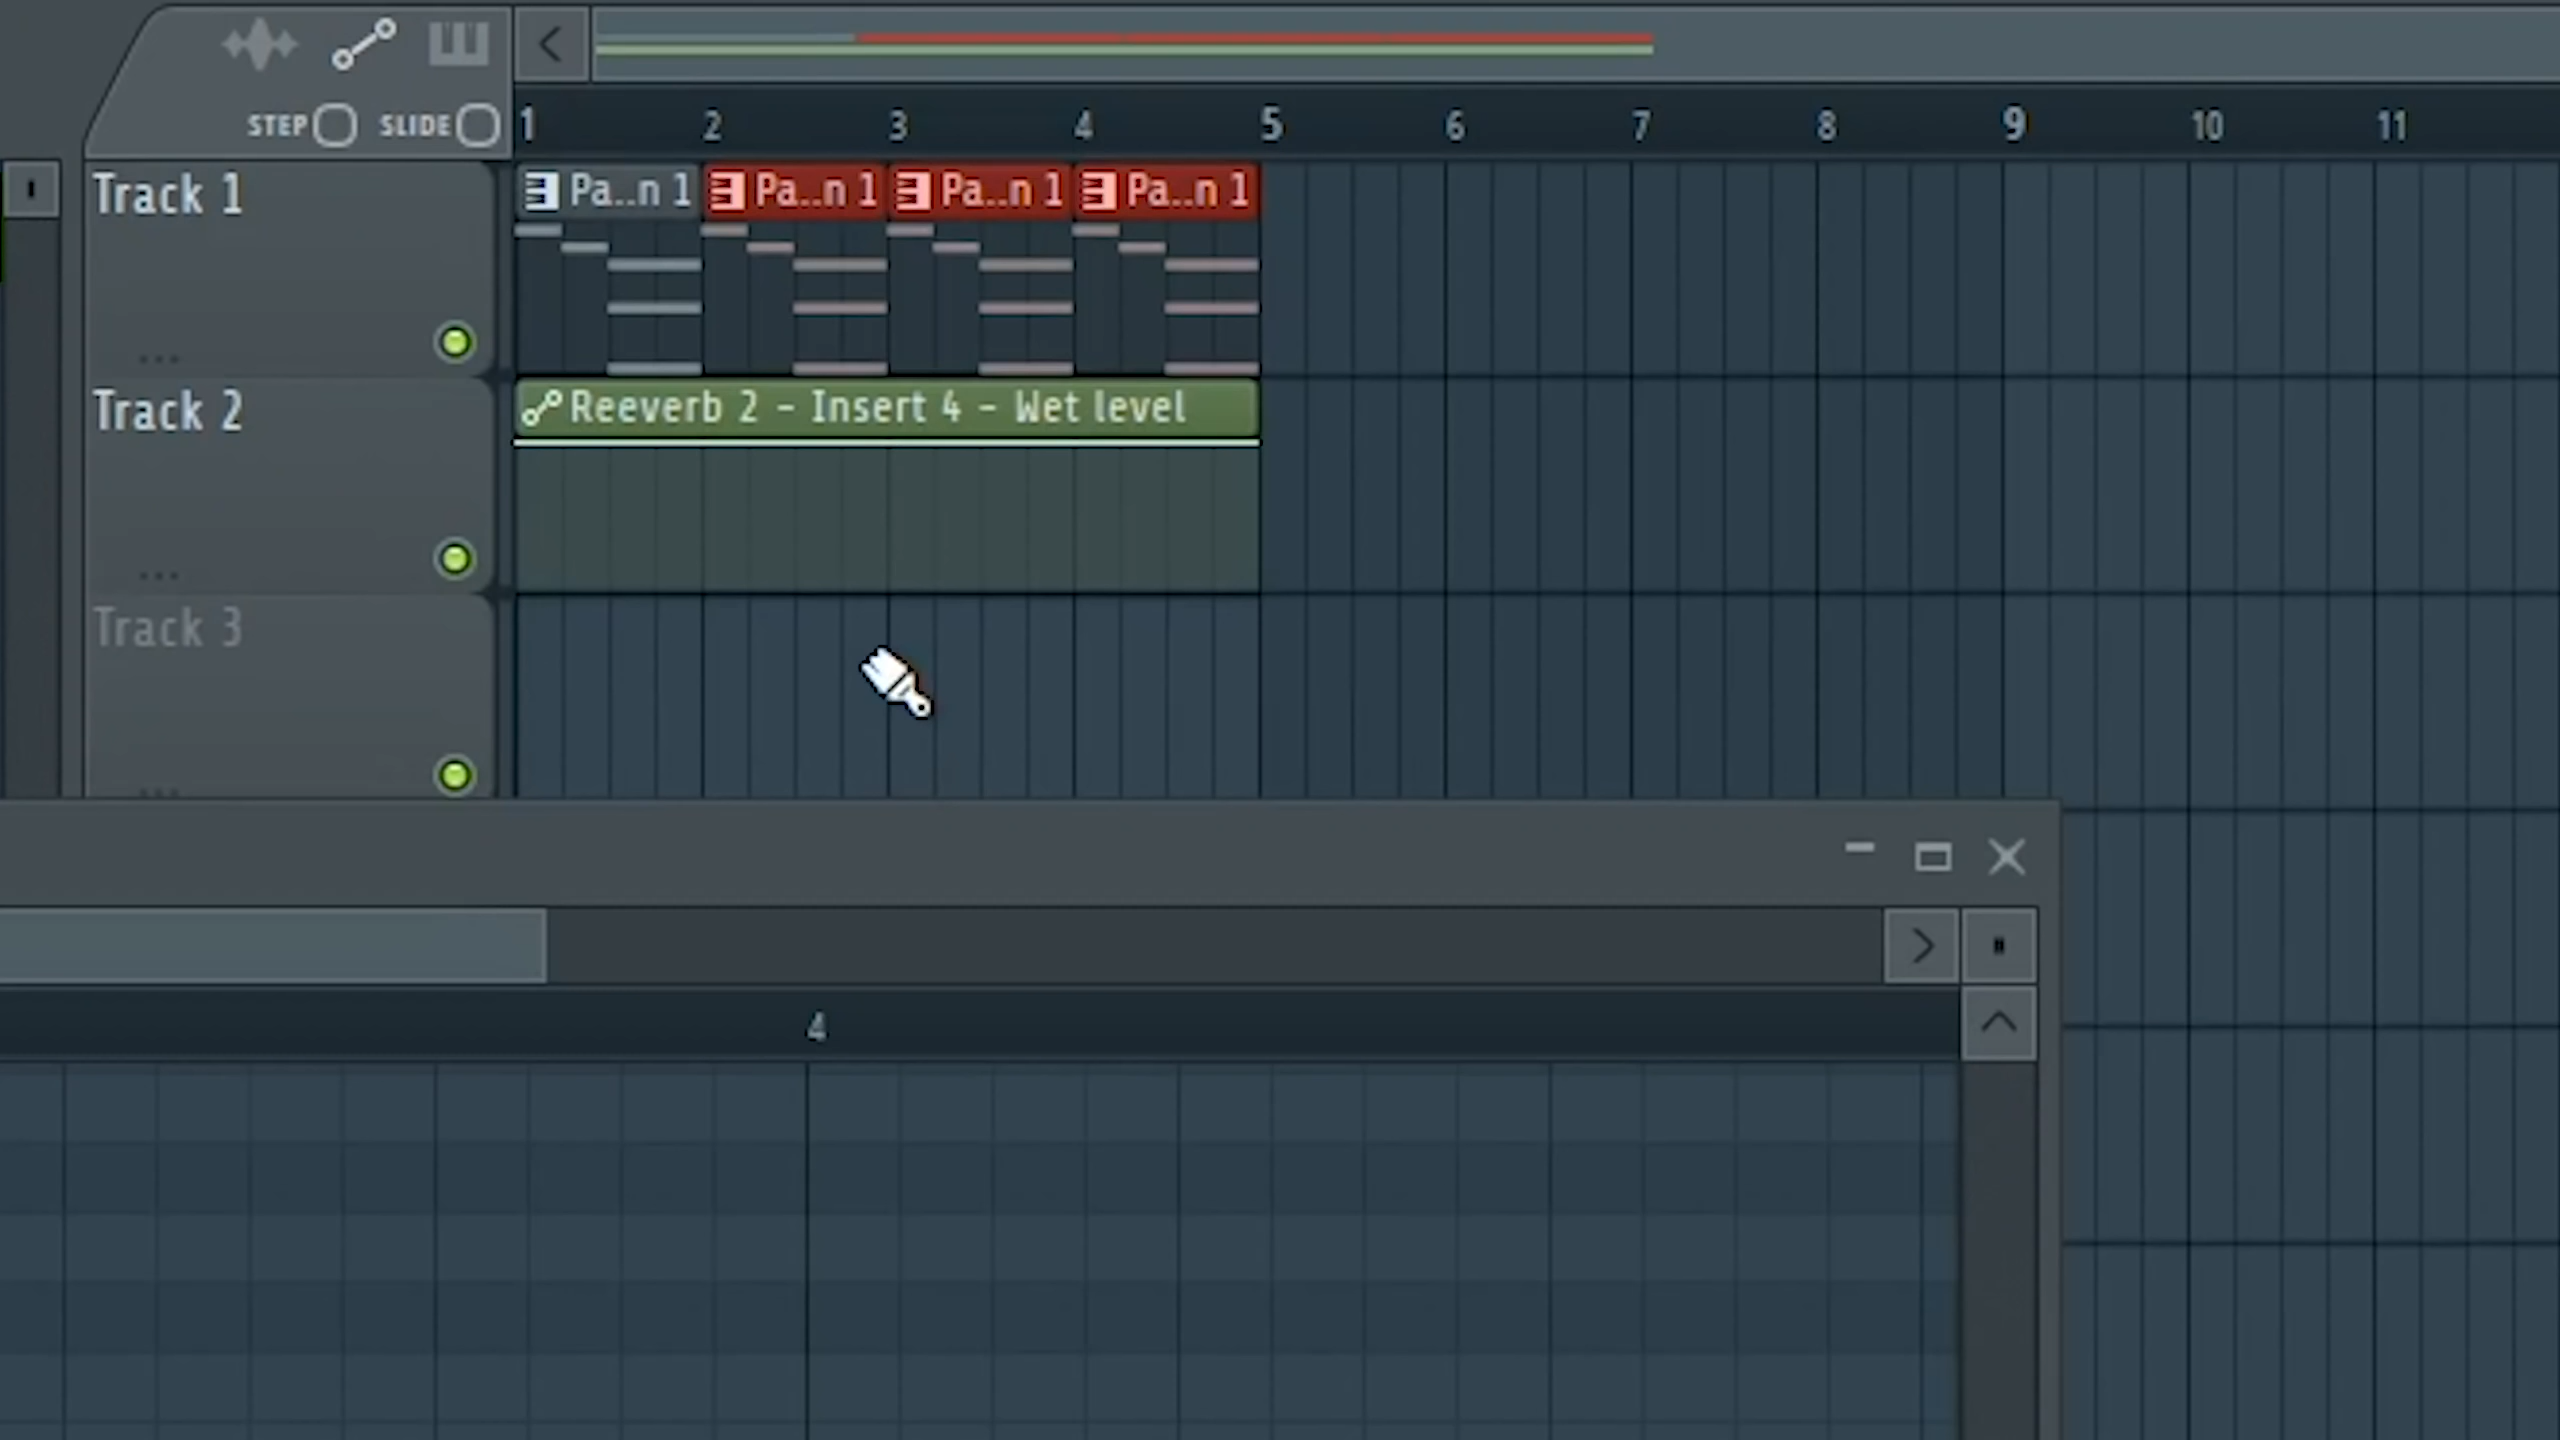 STEP SLIDE 1 2 3 4 5 6 7 8 9 10 11
Track 1
Pa..n 1 Pa..n 1 Pa..n 1 Pa..n 1
Track 2
Reeverb 2 – Insert 4 – Wet level
Track 3
4